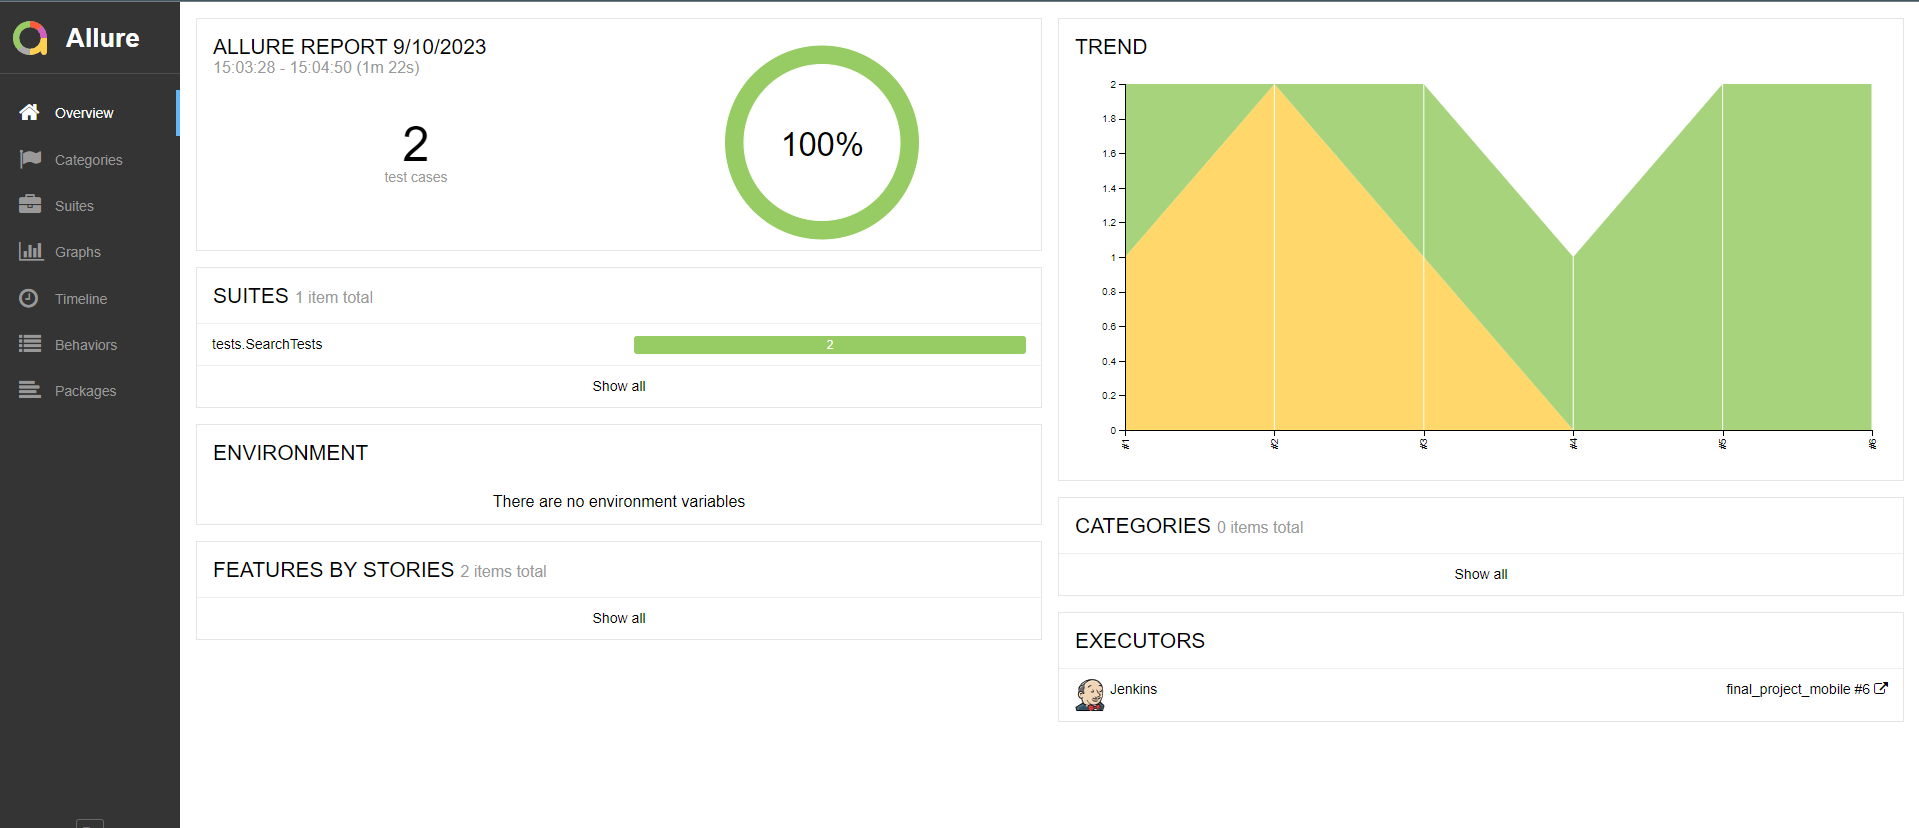 Allure
Overview
Categories
Suites
Graphs
Timeline
Behaviors
Packages
ALLURE REPORT 9/10/2023
15:03:28 - 15:04:50 (1m 22s)
2
test cases
100%
SUITES 1 item total
tests.SearchTests 2
Show all
ENVIRONMENT
There are no environment variables
FEATURES BY STORIES 2 items total
Show all
TREND
2
1.8
1.6
1.4
1.2
1
0.8
0.6
0.4
0.2
0
#1 #2 #3 #4 #5 #6
CATEGORIES 0 items total
Show all
EXECUTORS
Jenkins final_project_mobile #6